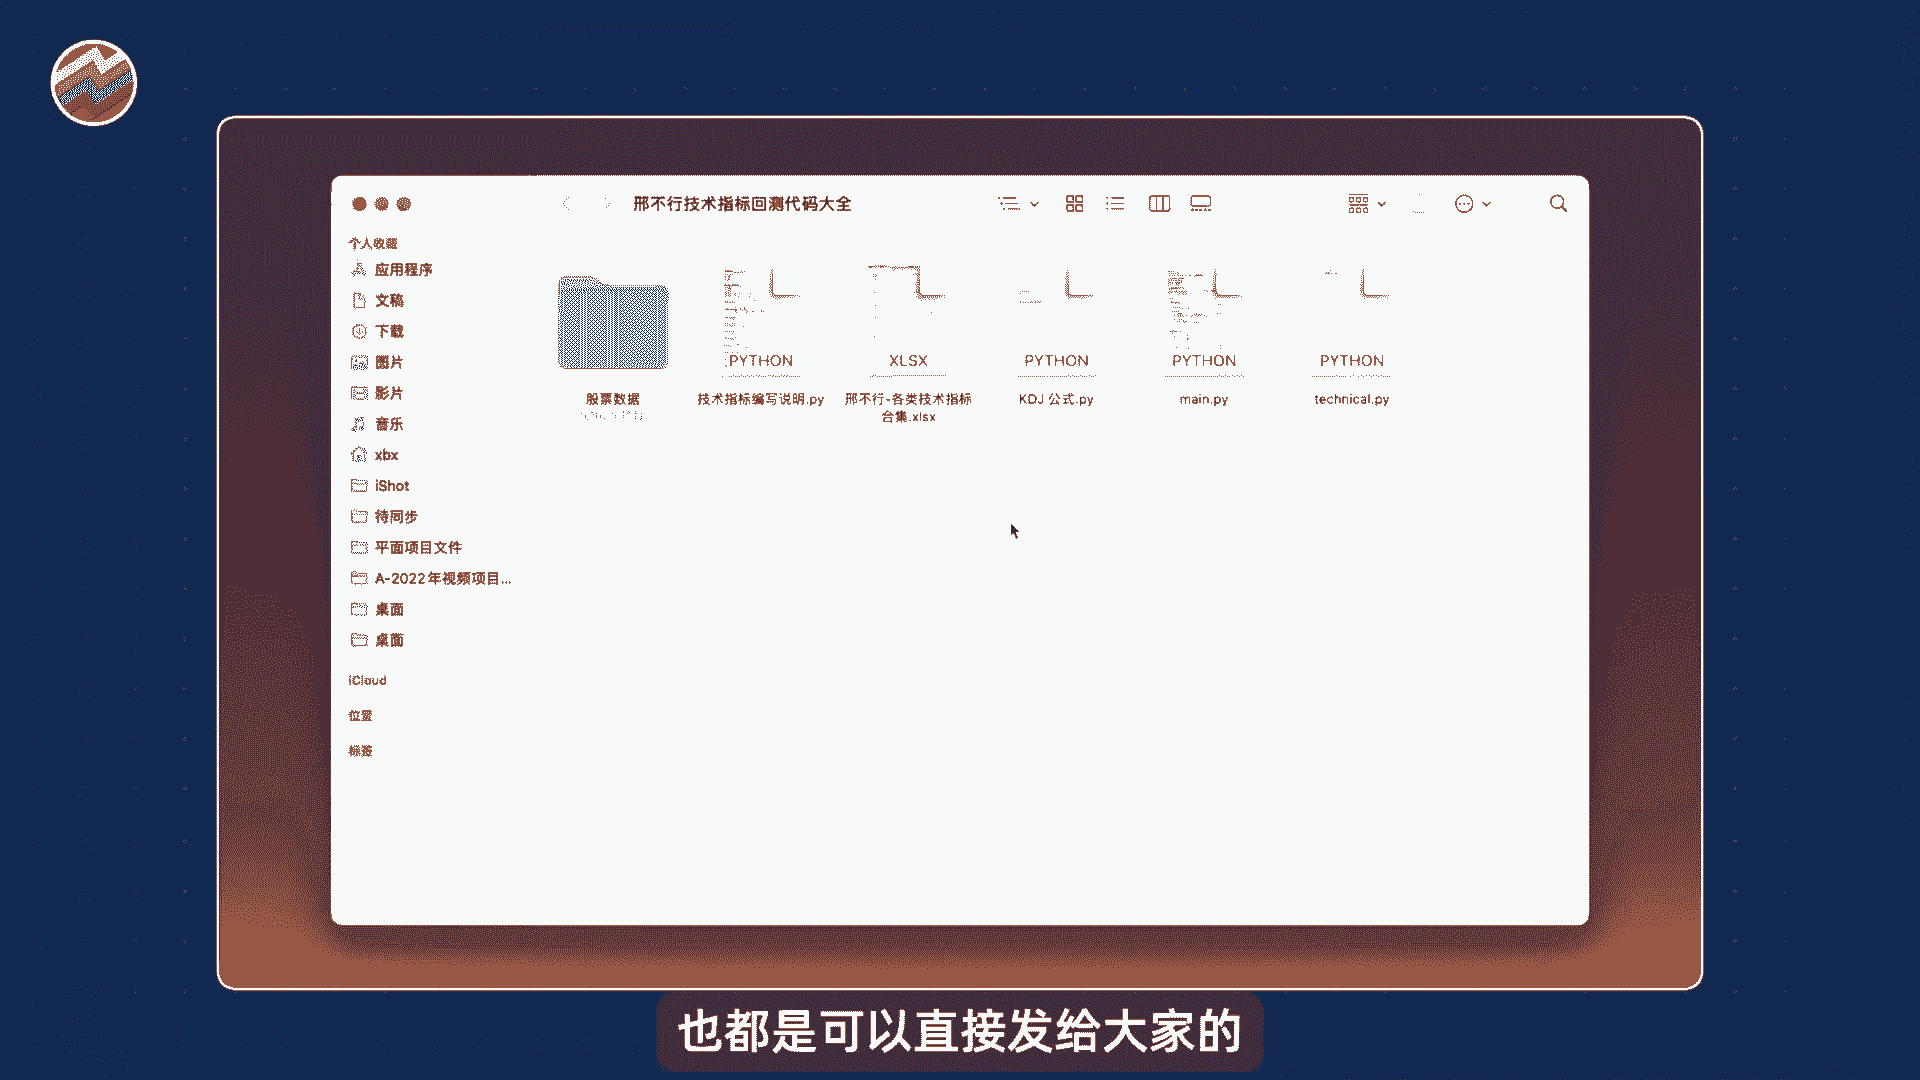 邢不行技术指标回测代码大全
个人收藏
应用程序
文稿
下载
图片
影片
音乐
xbx
iShot
待同步
平面项目文件
A-2022年视频项目...
桌面
桌面
iCloud
位置
标签
PYTHON
XLSX
PYTHON
PYTHON
PYTHON
股票数据
技术指标编写说明.py
邢不行-各类技术指标
合集.xlsx
KDJ 公式.py
main.py
technical.py
也都是可以直接发给大家的